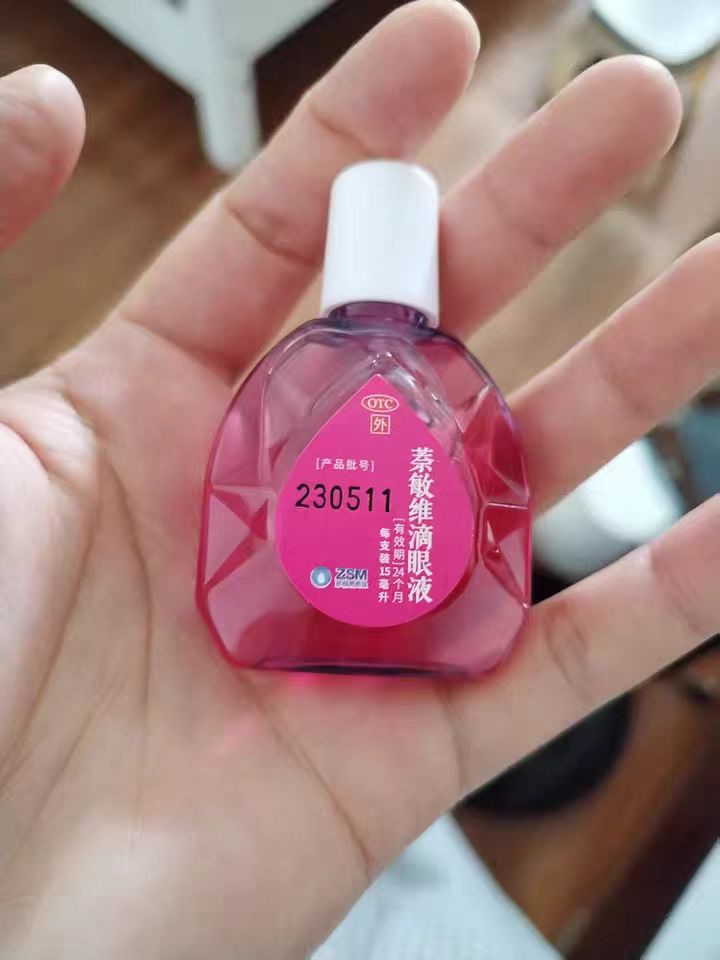 OTC
外
[产品批号]
230511
萘敏维滴眼液
[有效期]24个月
每支装15毫升
ZSM